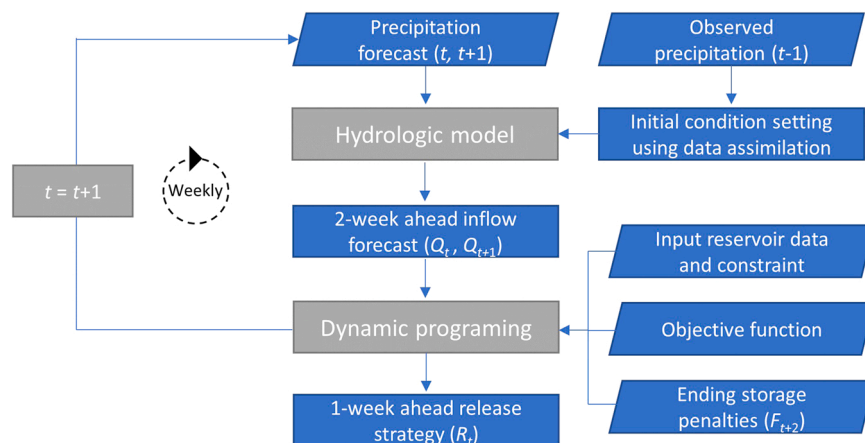 Precipitation
forecast (t, t+1)
Observed
precipitation (t-1)
Hydrologic model
Initial condition setting
using data assimilation
t = t+1
Weekly
2-week ahead inflow
forecast (Qt , Qt+1)
Input reservoir data
and constraint
Dynamic programing
Objective function
1-week ahead release
strategy (Rt)
Ending storage
penalties (Ft+2)